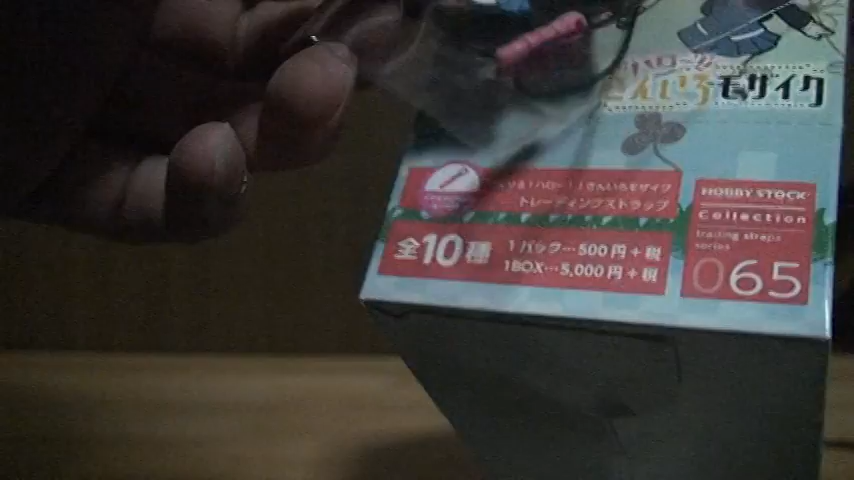 ハロー!!
きんいろモザイク
ハロー!!きんいろモザイク
トレーディングストラップ
全10種
1パック…500円+税
1BOX…5,000円+税
HOBBY STOCK
Collection
trading straps
series
065